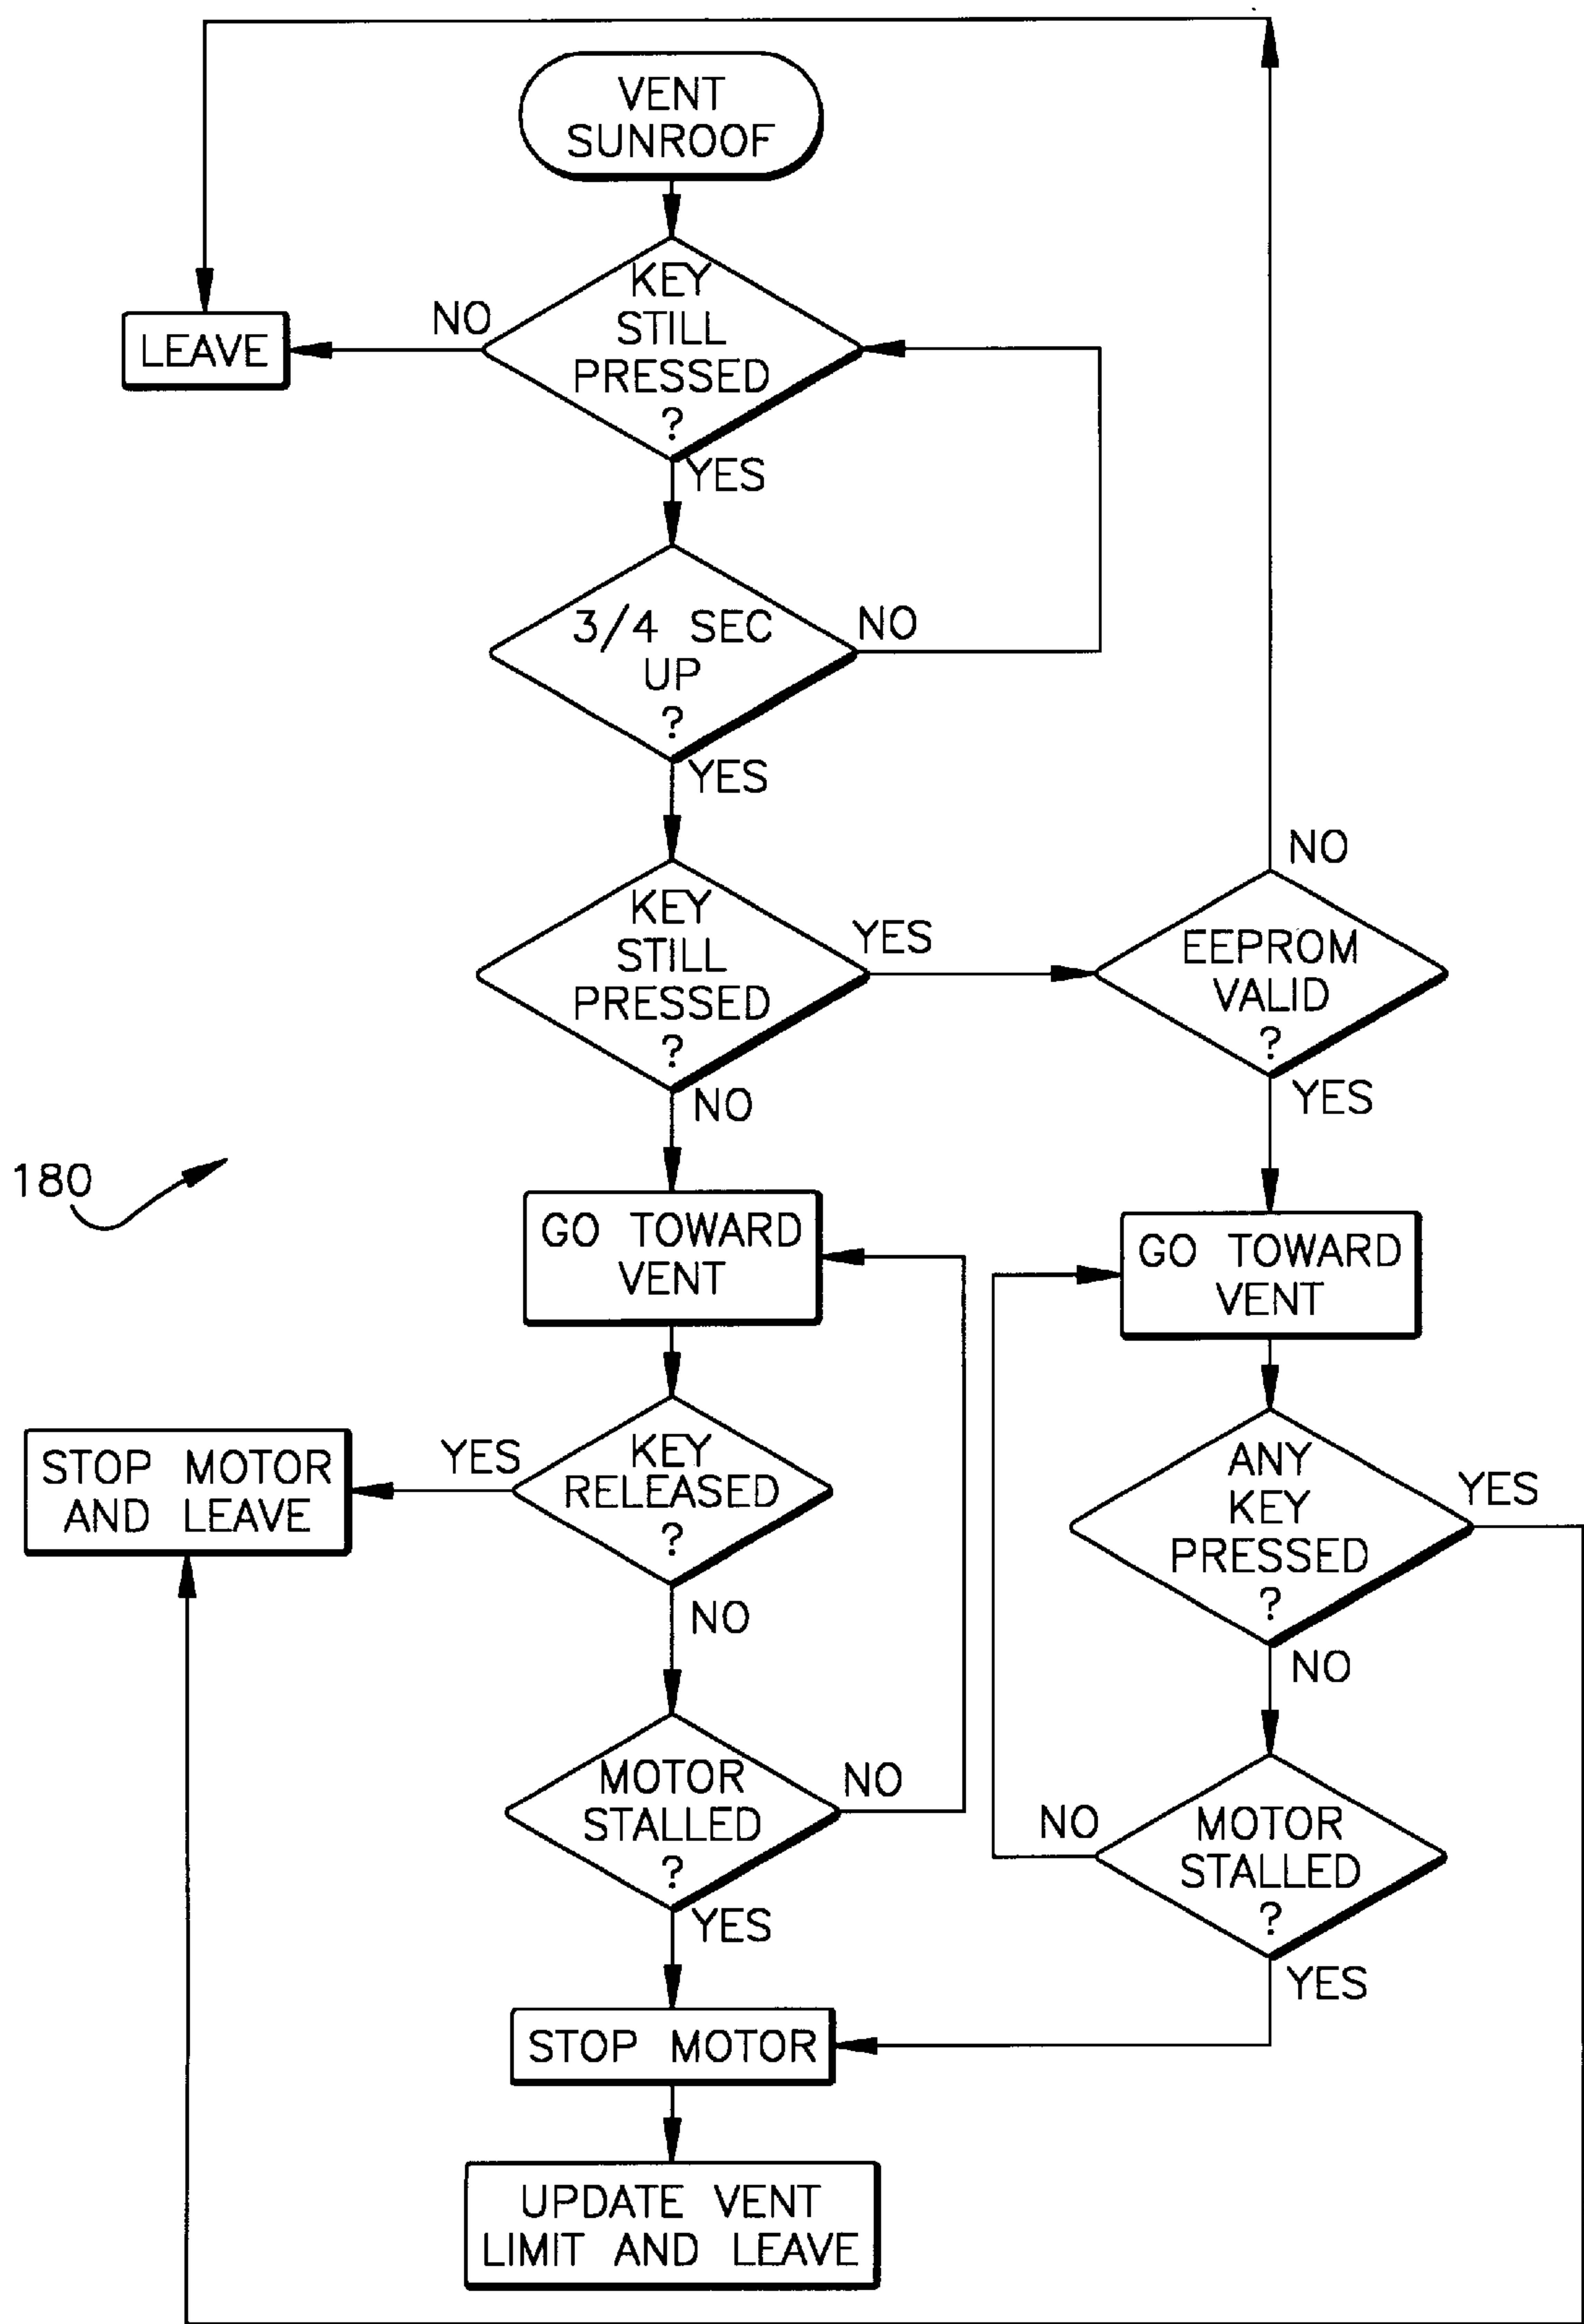 VENT
SUNROOF
KEY
STILL
PRESSED
?
NO
LEAVE
YES
3/4 SEC
UP
?
NO
YES
KEY
STILL
PRESSED
?
YES
NO
EEPROM
VALID
?
NO
YES
180
GO TOWARD
VENT
GO TOWARD
VENT
KEY
RELEASED
?
YES
STOP MOTOR
AND LEAVE
NO
ANY
KEY
PRESSED
?
YES
NO
MOTOR
STALLED
?
NO
YES
MOTOR
STALLED
?
NO
YES
STOP MOTOR
UPDATE VENT
LIMIT AND LEAVE